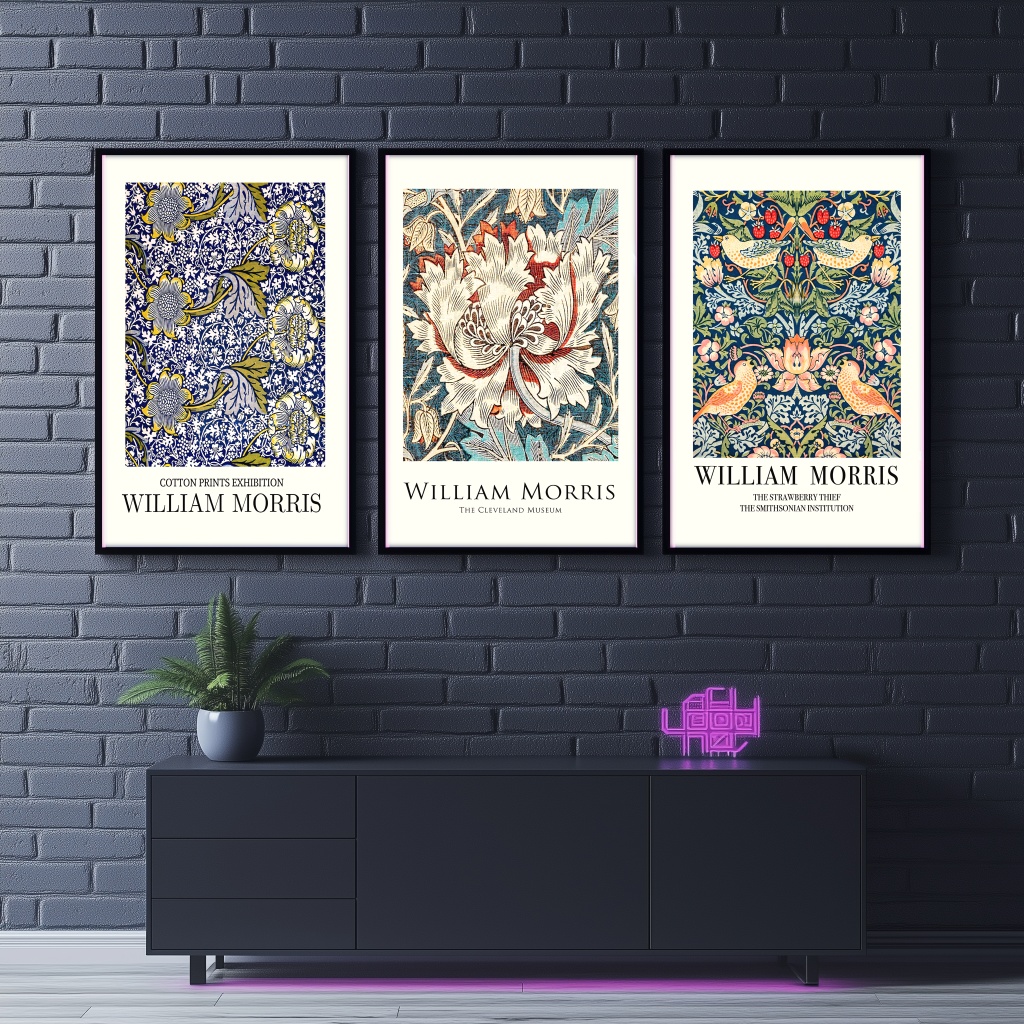 COTTON PRINTS EXHIBITION
WILLIAM MORRIS
WILLIAM MORRIS
THE CLEVELAND MUSEUM
WILLIAM MORRIS
THE STRAWBERRY THIEF
THE SMITHSONIAN INSTITUTION